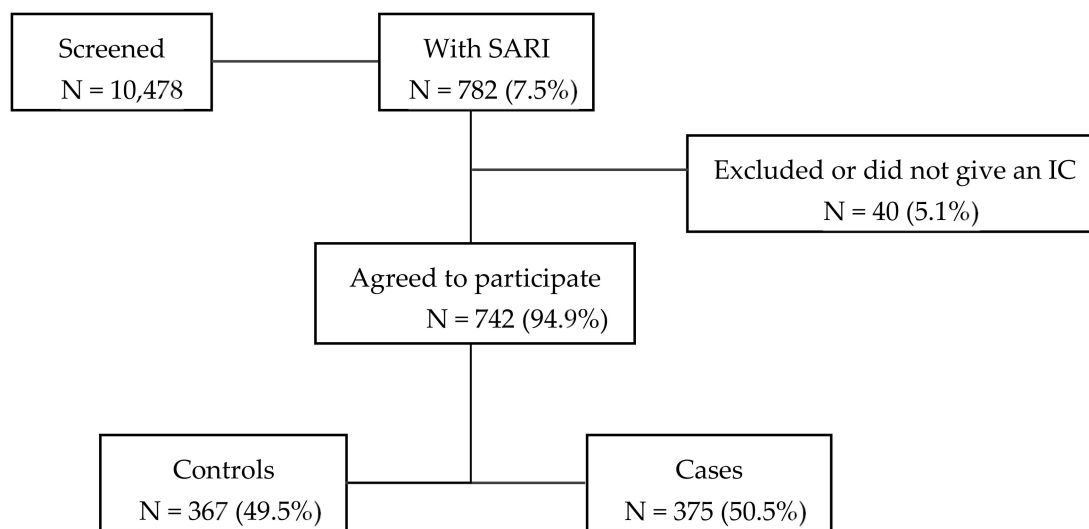 Screened
N = 10,478
With SARI
N = 782 (7.5%)
Excluded or did not give an IC
N = 40 (5.1%)
Agreed to participate
N = 742 (94.9%)
Controls
N = 367 (49.5%)
Cases
N = 375 (50.5%)